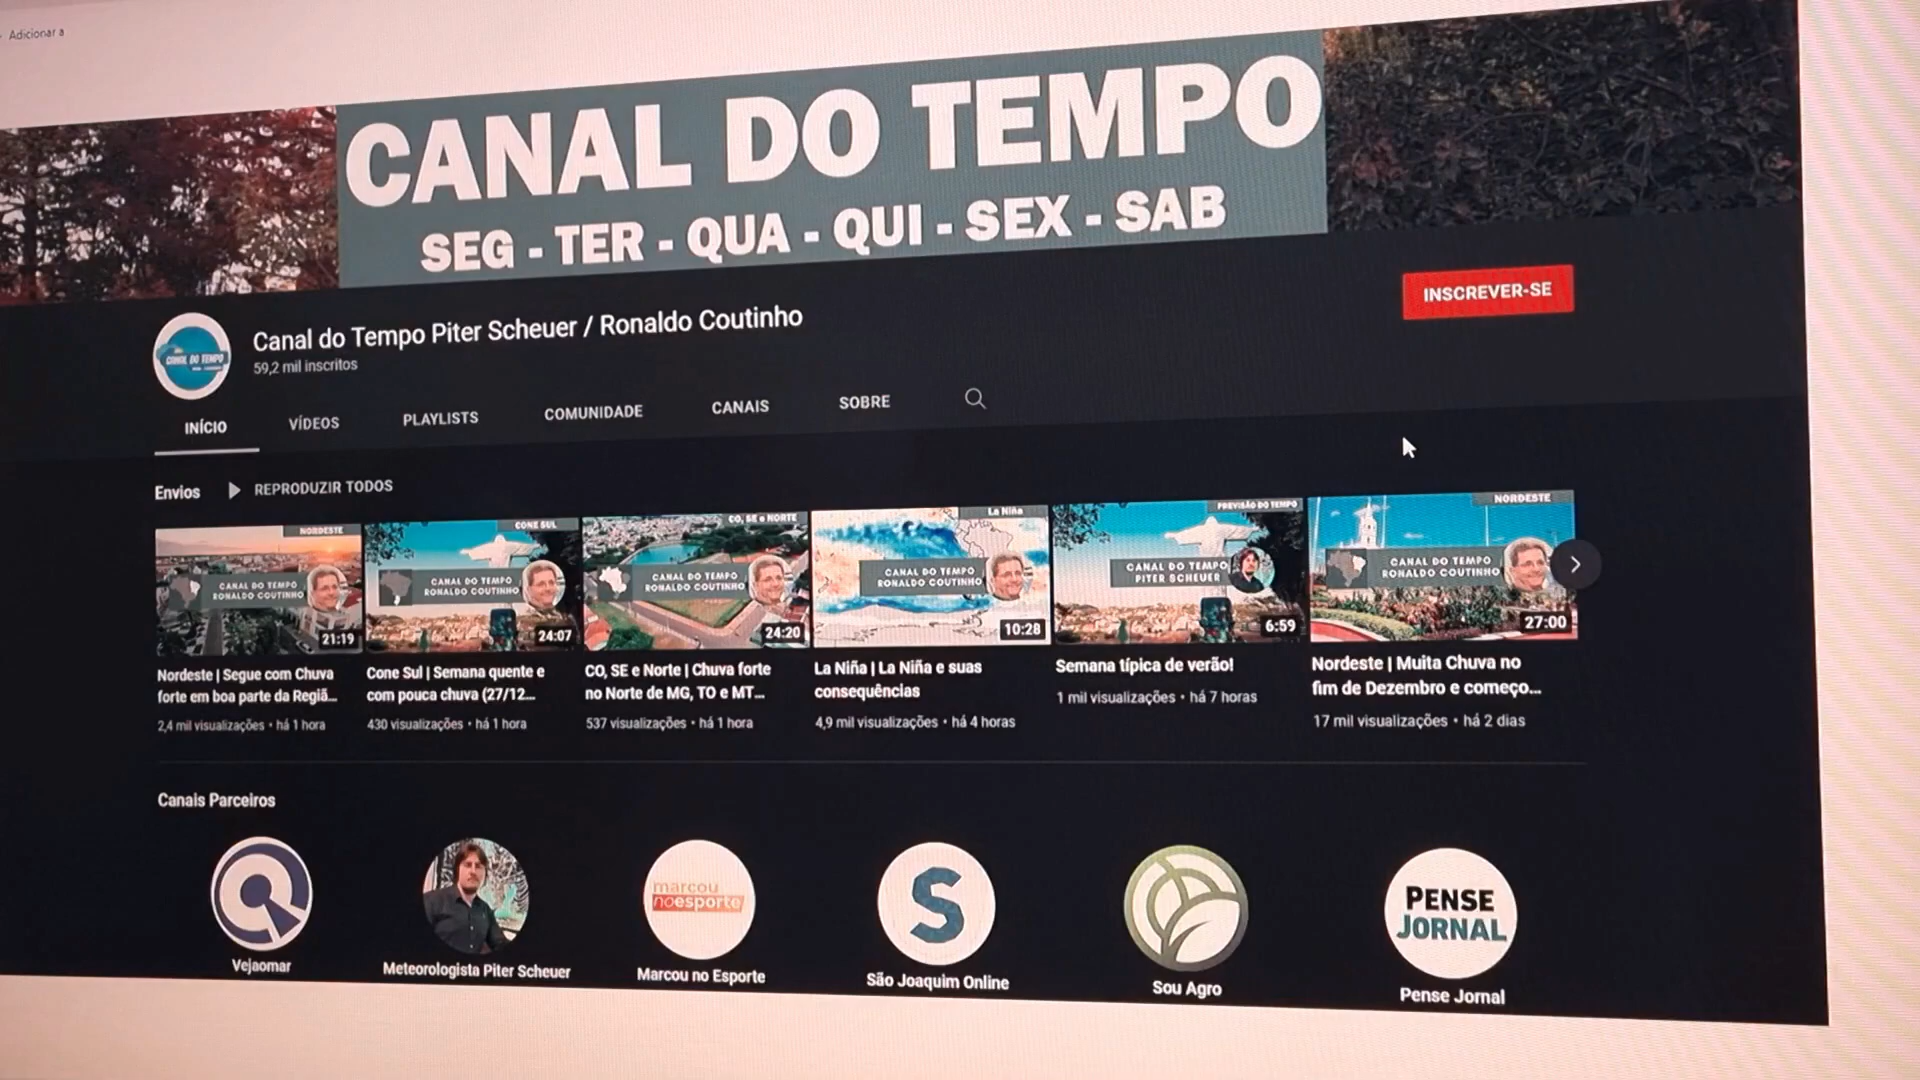 Adicionar a
CANAL DO TEMPO
SEG - TER - QUA - QUI - SEX - SAB
INSCREVER-SE
CANAL DO TEMPO
Canal do Tempo Piter Scheuer / Ronaldo Coutinho
59,2 mil inscritos
INÍCIO VÍDEOS PLAYLISTS COMUNIDADE CANAIS SOBRE
Envios REPRODUZIR TODOS
NORDESTE
CANAL DO TEMPO
RONALDO COUTINHO
21:19
Nordeste | Segue com Chuva
forte em boa parte da Regiã...
2,4 mil visualizações • há 1 hora
CONE SUL
CANAL DO TEMPO
RONALDO COUTINHO
24:07
Cone Sul | Semana quente e
com pouca chuva (27/12...
430 visualizações • há 1 hora
CO, SE e NORTE
CANAL DO TEMPO
RONALDO COUTINHO
24:20
CO, SE e Norte | Chuva forte
no Norte de MG, TO e MT...
537 visualizações • há 1 hora
La Niña
CANAL DO TEMPO
RONALDO COUTINHO
10:28
La Niña | La Niña e suas
consequências
4,9 mil visualizações • há 4 horas
PREVISÃO DO TEMPO
CANAL DO TEMPO
PITER SCHEUER
6:59
Semana típica de verão!
1 mil visualizações • há 7 horas
NORDESTE
CANAL DO TEMPO
RONALDO COUTINHO
27:00
Nordeste | Muita Chuva no
fim de Dezembro e começo...
17 mil visualizações • há 2 dias
Canais Parceiros
Vejaomar
Meteorologista Piter Scheuer
marcou
noesporte
Marcou no Esporte
S
São Joaquim Online
Sou Agro
PENSE
JORNAL
Pense Jornal